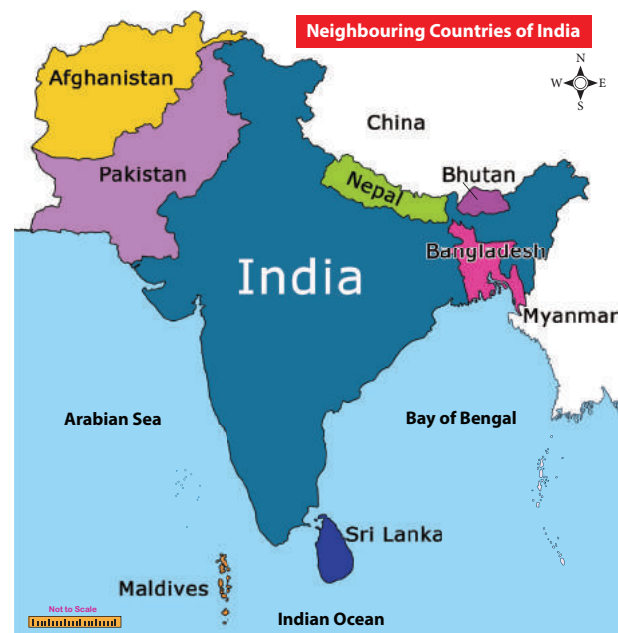 Neighbouring Countries of India
N
W E
S
Afghanistan
China
Pakistan
Nepal
Bhutan
Bangladesh
India
Myanmar
Arabian Sea
Bay of Bengal
Sri Lanka
Maldives
Not to Scale
Indian Ocean